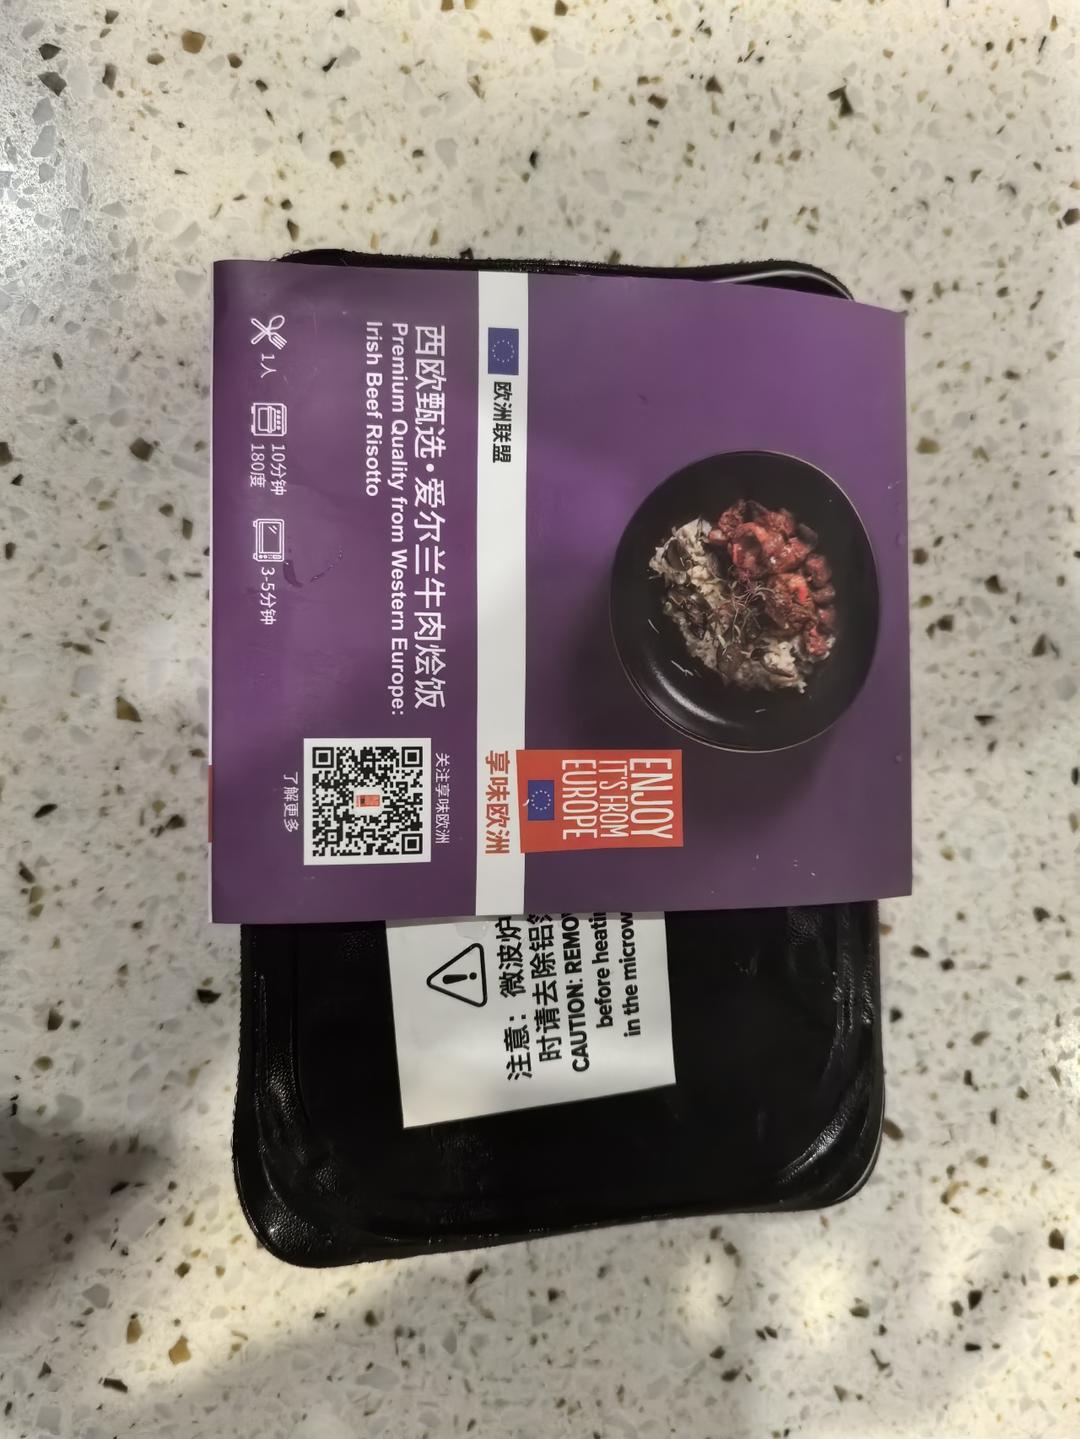 欧洲联盟
享味欧洲
ENJOY
IT'S FROM
EUROPE
西欧甄选·爱尔兰牛肉烩饭
Premium Quality from Western Europe:
Irish Beef Risotto
1人
10分钟
180度
3-5分钟
关注享味欧洲
了解更多
注意：微波炉
时请去除铝
CAUTION:
before
in the